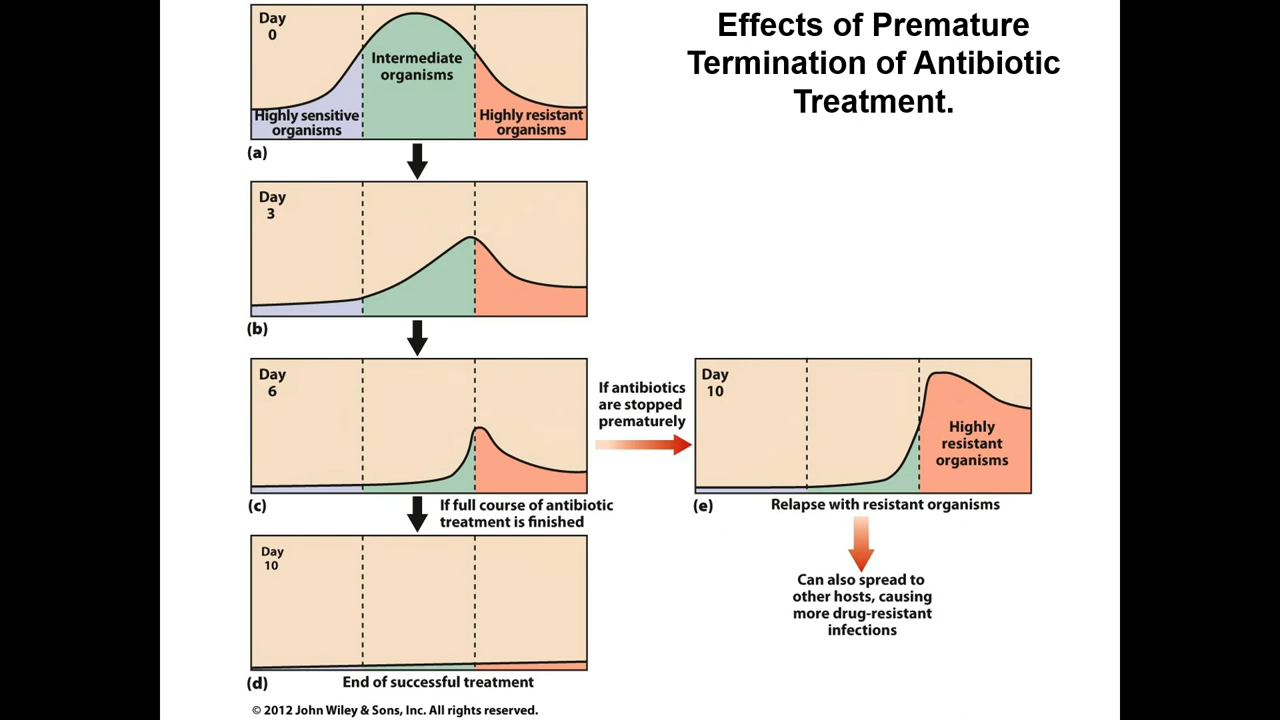 Effects of Premature
Termination of Antibiotic
Treatment.
Day
0
Intermediate
organisms
Highly sensitive
organisms
Highly resistant
organisms
(a)
Day
3
(b)
Day
6
(c)
If antibiotics
are stopped
prematurely
Day
10
Highly
resistant
organisms
(e)
Relapse with resistant organisms
If full course of antibiotic
treatment is finished
Day
10
(d)
End of successful treatment
Can also spread to
other hosts, causing
more drug-resistant
infections
© 2012 John Wiley & Sons, Inc. All rights reserved.